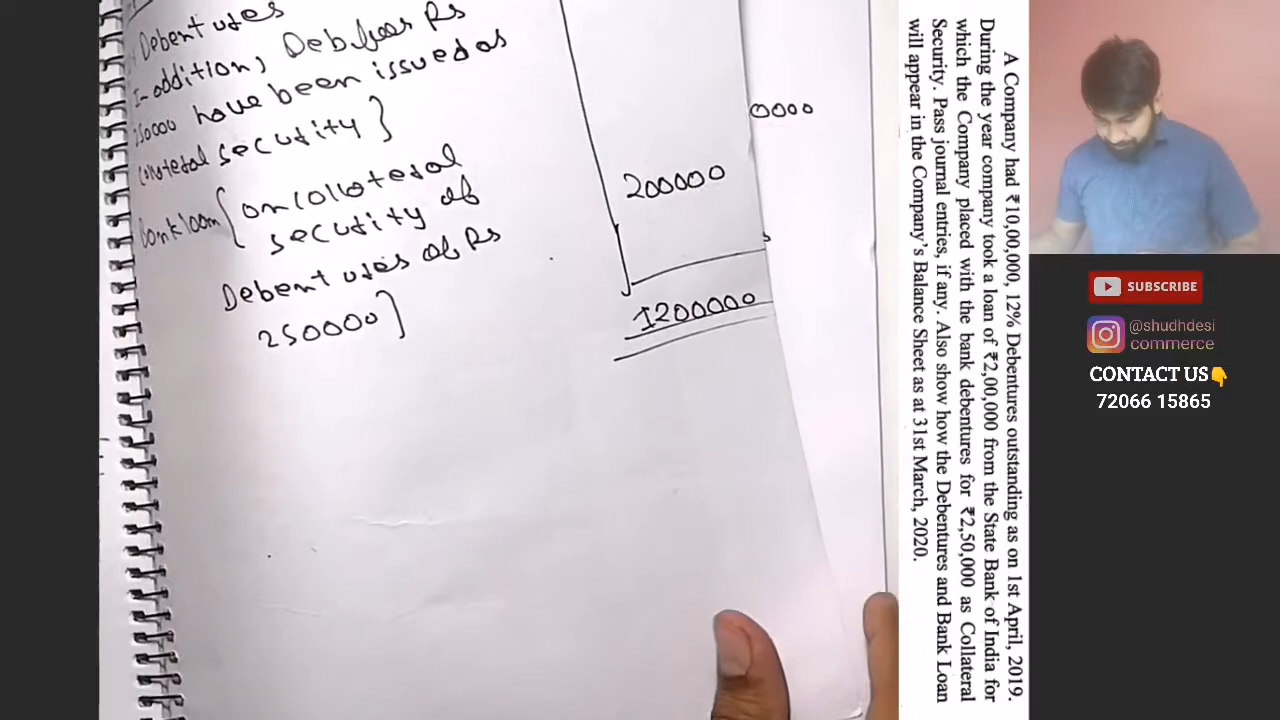 Debentures
In addition, Deb for Rs
250000 have been issued as
collateral security }
Bank loan { on collateral
security of
Debentures of Rs
250000 ]
0000
200000
1200000
A Company had ₹10,00,000, 12% Debentures outstanding as on 1st April, 2019.
During the year company took a loan of ₹2,00,000 from the State Bank of India for
which the Company placed with the bank debentures for ₹2,50,000 as Collateral
Security. Pass journal entries, if any. Also show how the Debentures and Bank Loan
will appear in the Company's Balance Sheet as at 31st March, 2020.
SUBSCRIBE
@shudhdesi
commerce
CONTACT US👇
72066 15865